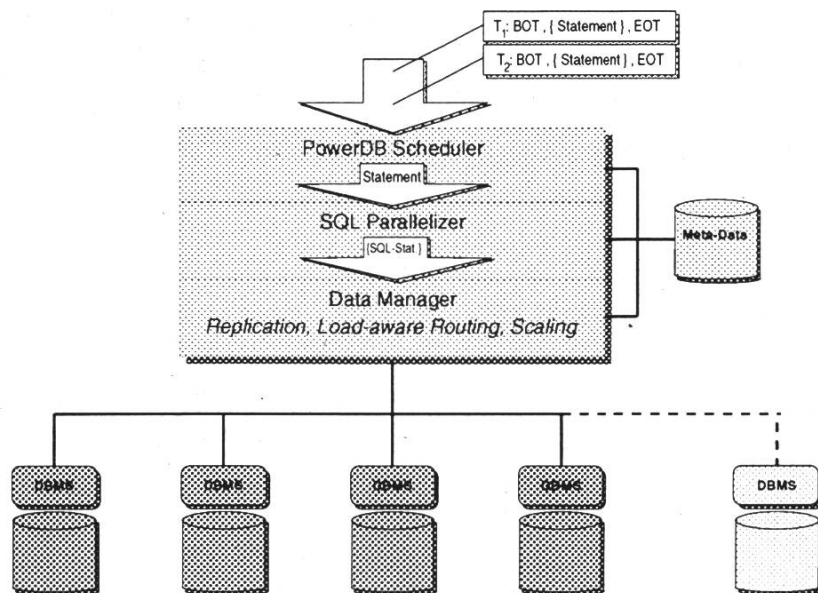 T1: BOT , { Statement } , EOT
T2: BOT , { Statement } , EOT
PowerDB Scheduler
Statement
SQL Parallelizer
{SQL-Stat }
Meta-Data
Data Manager
Replication, Load-aware Routing, Scaling
DBMS DBMS DBMS DBMS DBMS